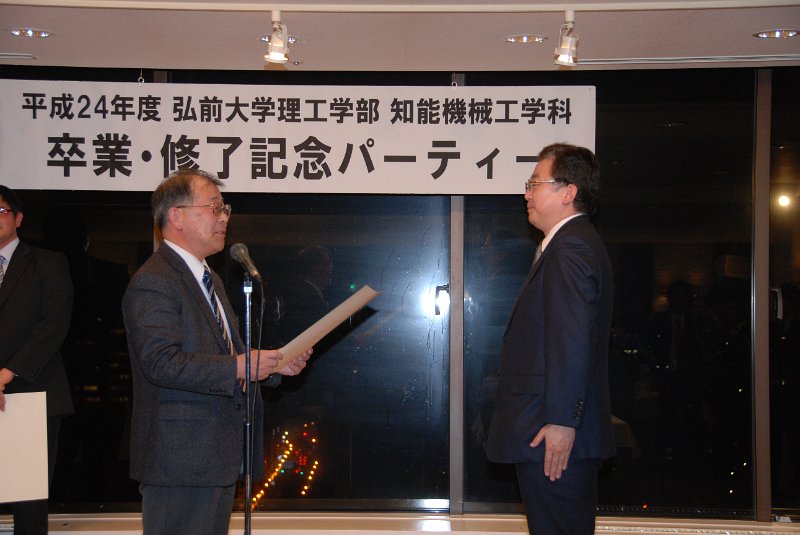 平成24年度 弘前大学理工学部 知能機械工学科
卒業・修了記念パーティー